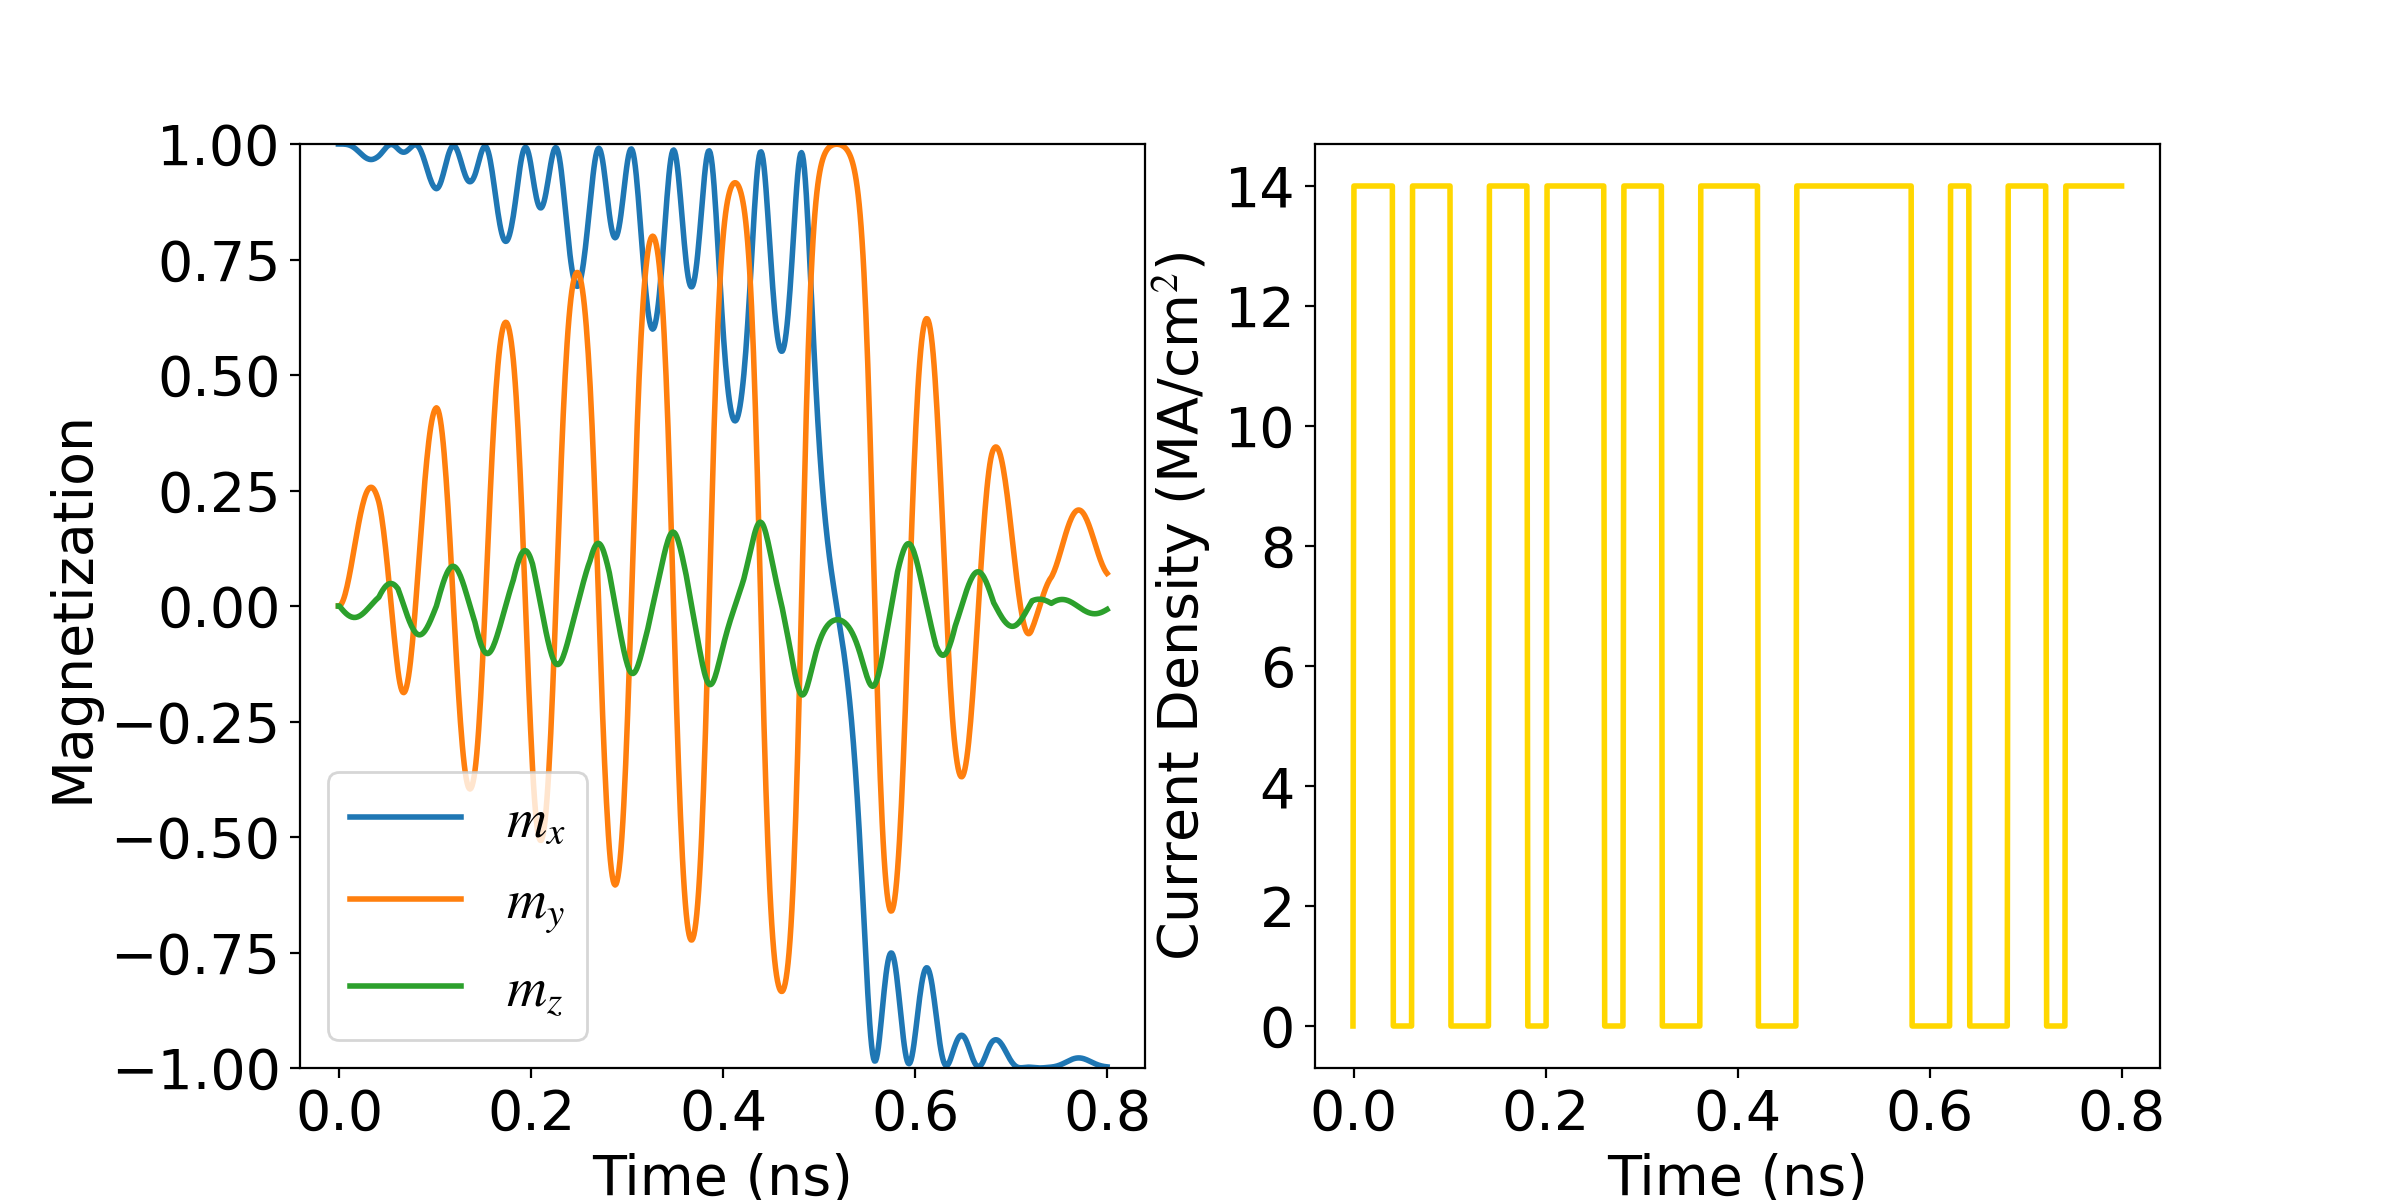 Magnetization
1.00
0.75
0.50
0.25
0.00
−0.25
−0.50
−0.75
−1.00
0.0 0.2 0.4 0.6 0.8
Time (ns)
mₓ
m_y
m_z
Current Density (MA/cm²)
14
12
10
8
6
4
2
0
0.0 0.2 0.4 0.6 0.8
Time (ns)